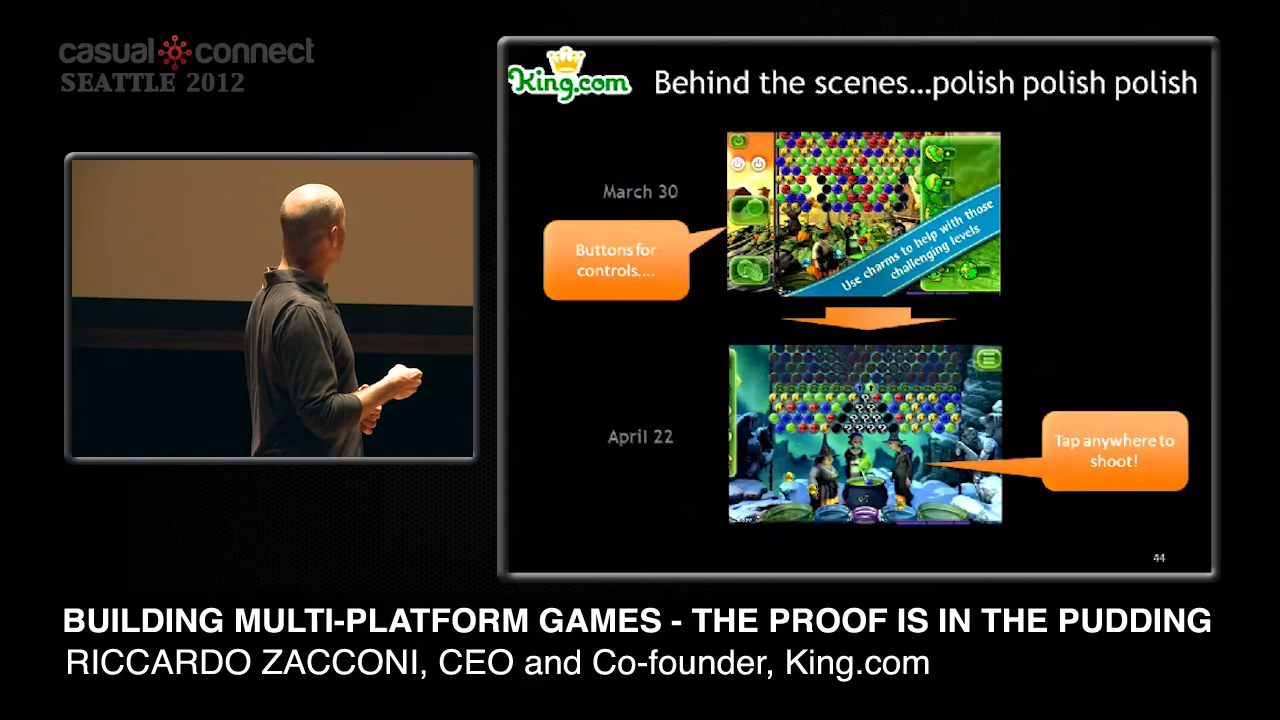 casual connect
SEATTLE 2012
King.com
Behind the scenes...polish polish polish
March 30
Buttons for
controls....
Use charms to help with those
challenging levels
April 22
Tap anywhere to
shoot!
44
BUILDING MULTI-PLATFORM GAMES - THE PROOF IS IN THE PUDDING
RICCARDO ZACCONI, CEO and Co-founder, King.com